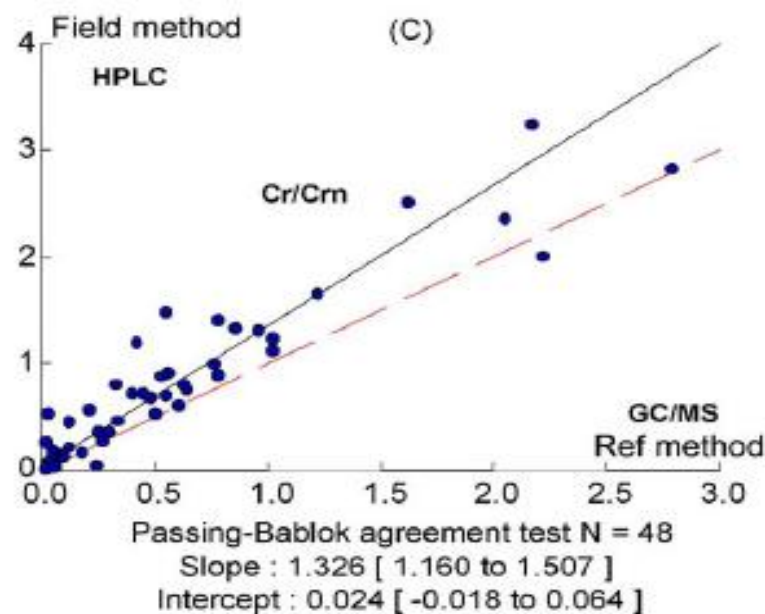 Field method
(C)
HPLC
Cr/Crn
GC/MS
Ref method
4
3
2
1
0
0.0 0.5 1.0 1.5 2.0 2.5 3.0
Passing-Bablok agreement test N = 48
Slope : 1.326 [ 1.160 to 1.507 ]
Intercept : 0.024 [ -0.018 to 0.064 ]